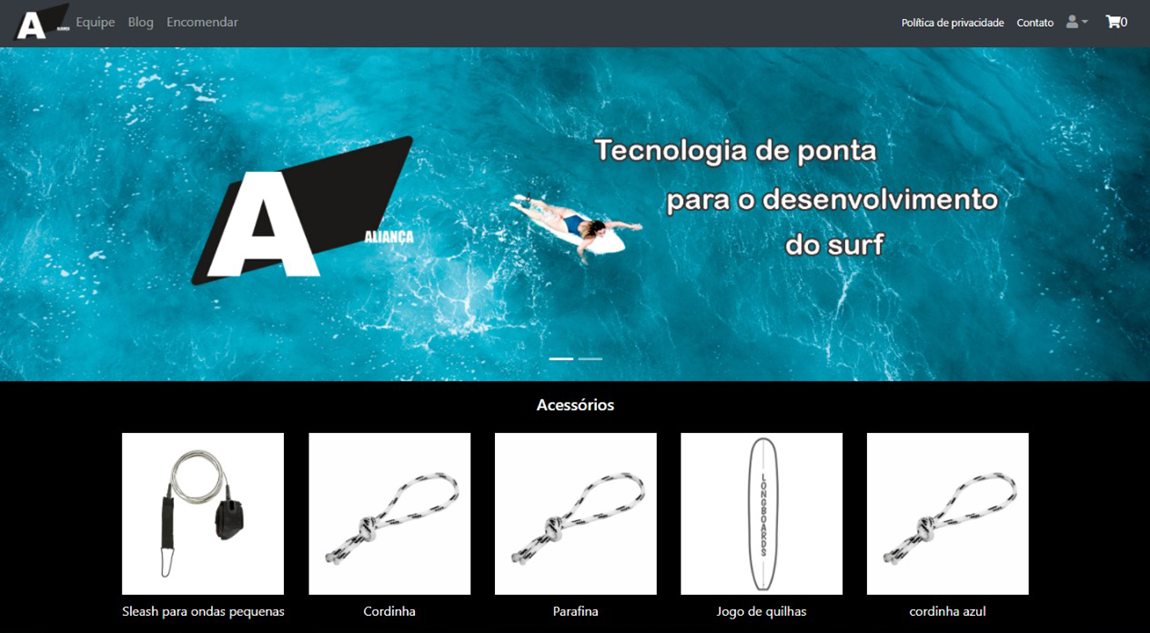 A
Equipe
Blog
Encomendar
Política de privacidade
Contato
0
Tecnologia de ponta
para o desenvolvimento
do surf
A
ALIANÇA
Acessórios
LONGBOARDS
Sleash para ondas pequenas
Cordinha
Parafina
Jogo de quilhas
cordinha azul